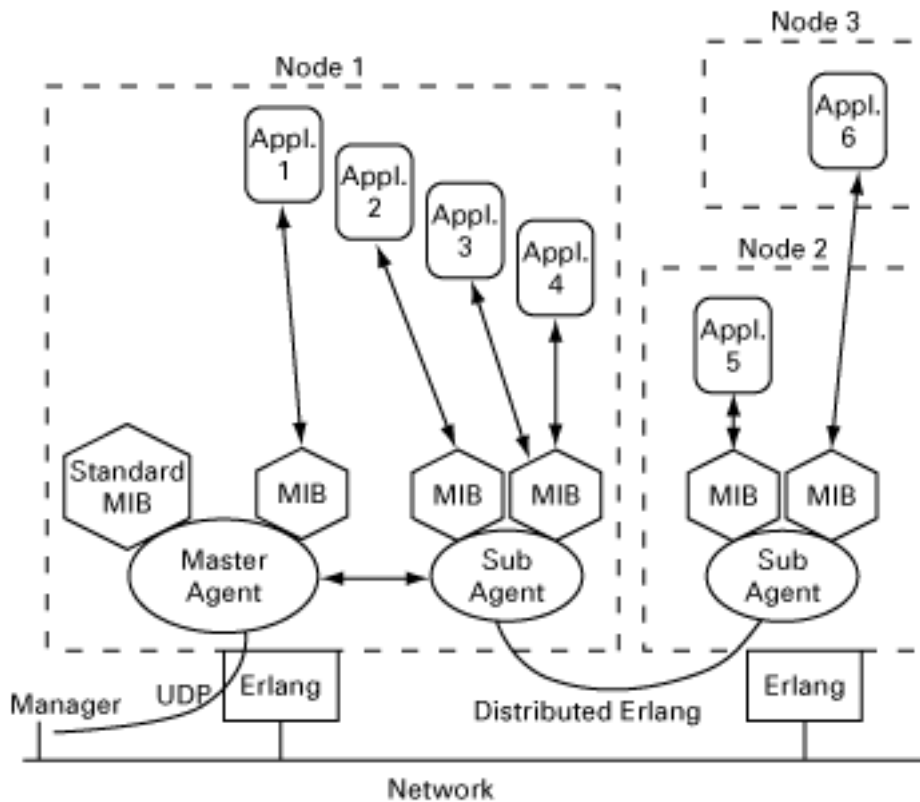 Node 3
Node 1
Appl.
6
Appl.
1
Appl.
2
Appl.
3
Appl.
4
Node 2
Appl.
5
Standard
MIB
MIB
MIB
MIB
MIB
MIB
Master
Agent
Sub
Agent
Sub
Agent
Manager
UDP
Erlang
Distributed Erlang
Erlang
Network